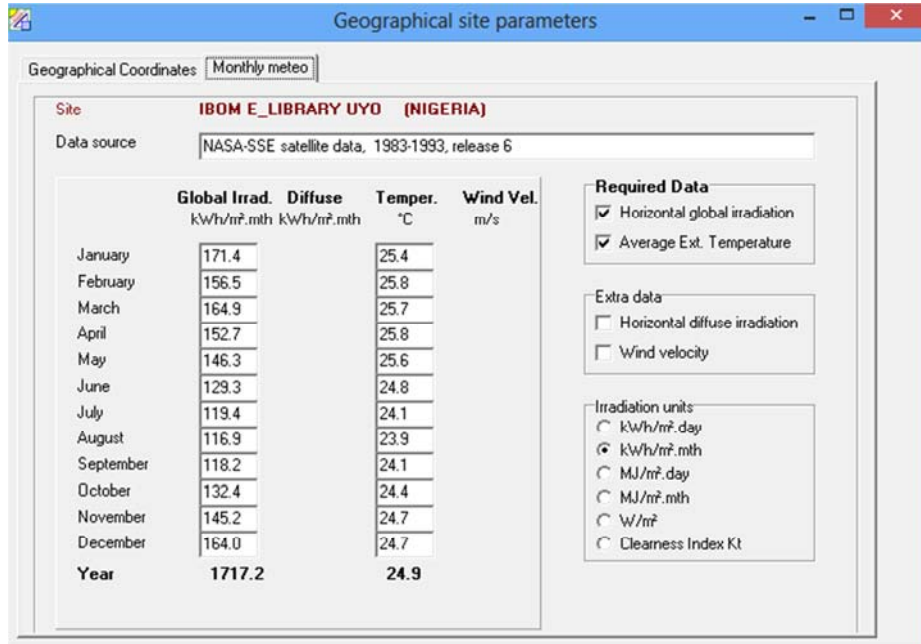 Geographical site parameters
Geographical Coordinates Monthly meteo
Site IBOM E_LIBRARY UYO (NIGERIA)
Data source NASA-SSE satellite data, 1983-1993, release 6
Global Irrad. Diffuse Temper. Wind Vel.
kWh/m².mth kWh/m².mth °C m/s
January 171.4 25.4
February 156.5 25.8
March 164.9 25.7
April 152.7 25.8
May 146.3 25.6
June 129.3 24.8
July 119.4 24.1
August 116.9 23.9
September 118.2 24.1
October 132.4 24.4
November 145.2 24.7
December 164.0 24.7
Year 1717.2 24.9
Required Data
Horizontal global irradiation
Average Ext. Temperature
Extra data
Horizontal diffuse irradiation
Wind velocity
Irradiation units
kWh/m².day
kWh/m².mth
MJ/m².day
MJ/m².mth
W/m²
Clearness Index Kt